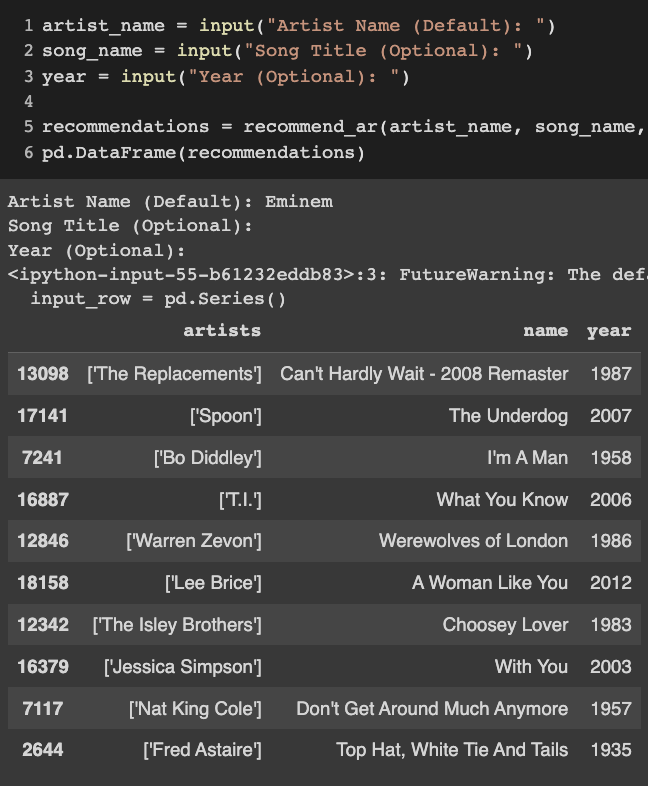 1 artist_name = input("Artist Name (Default): ")
2 song_name = input("Song Title (Optional): ")
3 year = input("Year (Optional): ")
4
5 recommendations = recommend_ar(artist_name, song_name,
6 pd.DataFrame(recommendations)
Artist Name (Default): Eminem
Song Title (Optional):
Year (Optional):
<ipython-input-55-b61232eddb83>:3: FutureWarning: The def
input_row = pd.Series()
artists name year
13098 ['The Replacements'] Can't Hardly Wait - 2008 Remaster 1987
17141 ['Spoon'] The Underdog 2007
7241 ['Bo Diddley'] I'm A Man 1958
16887 ['T.I.'] What You Know 2006
12846 ['Warren Zevon'] Werewolves of London 1986
18158 ['Lee Brice'] A Woman Like You 2012
12342 ['The Isley Brothers'] Choosey Lover 1983
16379 ['Jessica Simpson'] With You 2003
7117 ['Nat King Cole'] Don't Get Around Much Anymore 1957
2644 ['Fred Astaire'] Top Hat, White Tie And Tails 1935